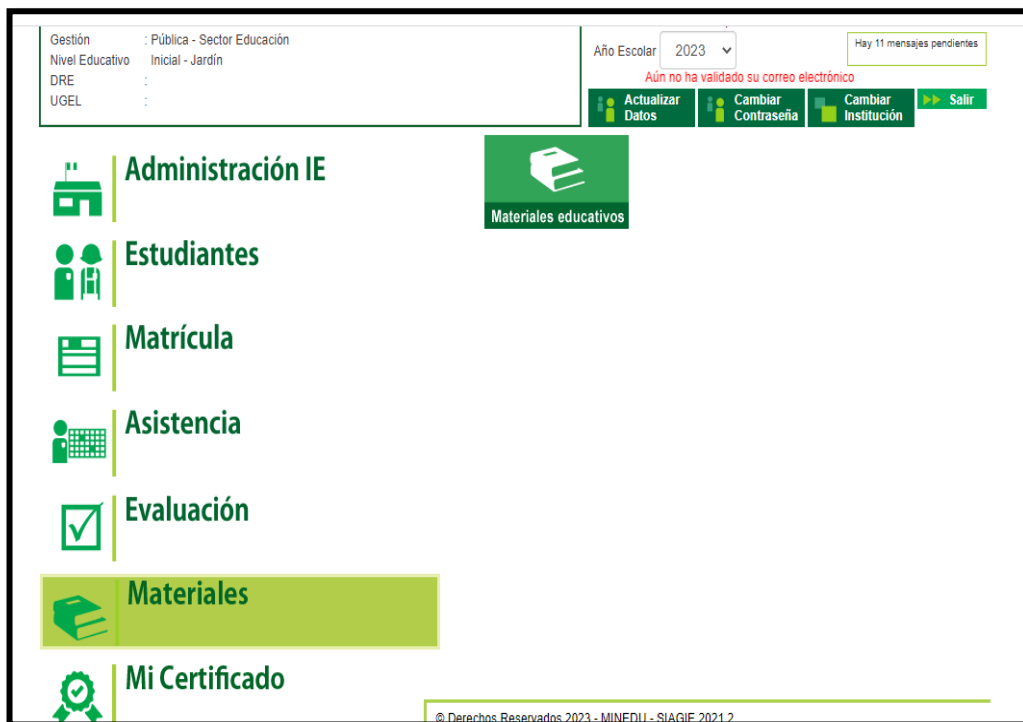 Gestión : Pública - Sector Educación
Nivel Educativo Inicial - Jardín
DRE :
UGEL :
Año Escolar 2023
Hay 11 mensajes pendientes
Aún no ha validado su correo electrónico
Actualizar Datos
Cambiar Contraseña
Cambiar Institución
Salir
Administración IE
Materiales educativos
Estudiantes
Matrícula
Asistencia
Evaluación
Materiales
Mi Certificado
© Derechos Reservados 2023 - MINEDU - SIAGIE 2021.2